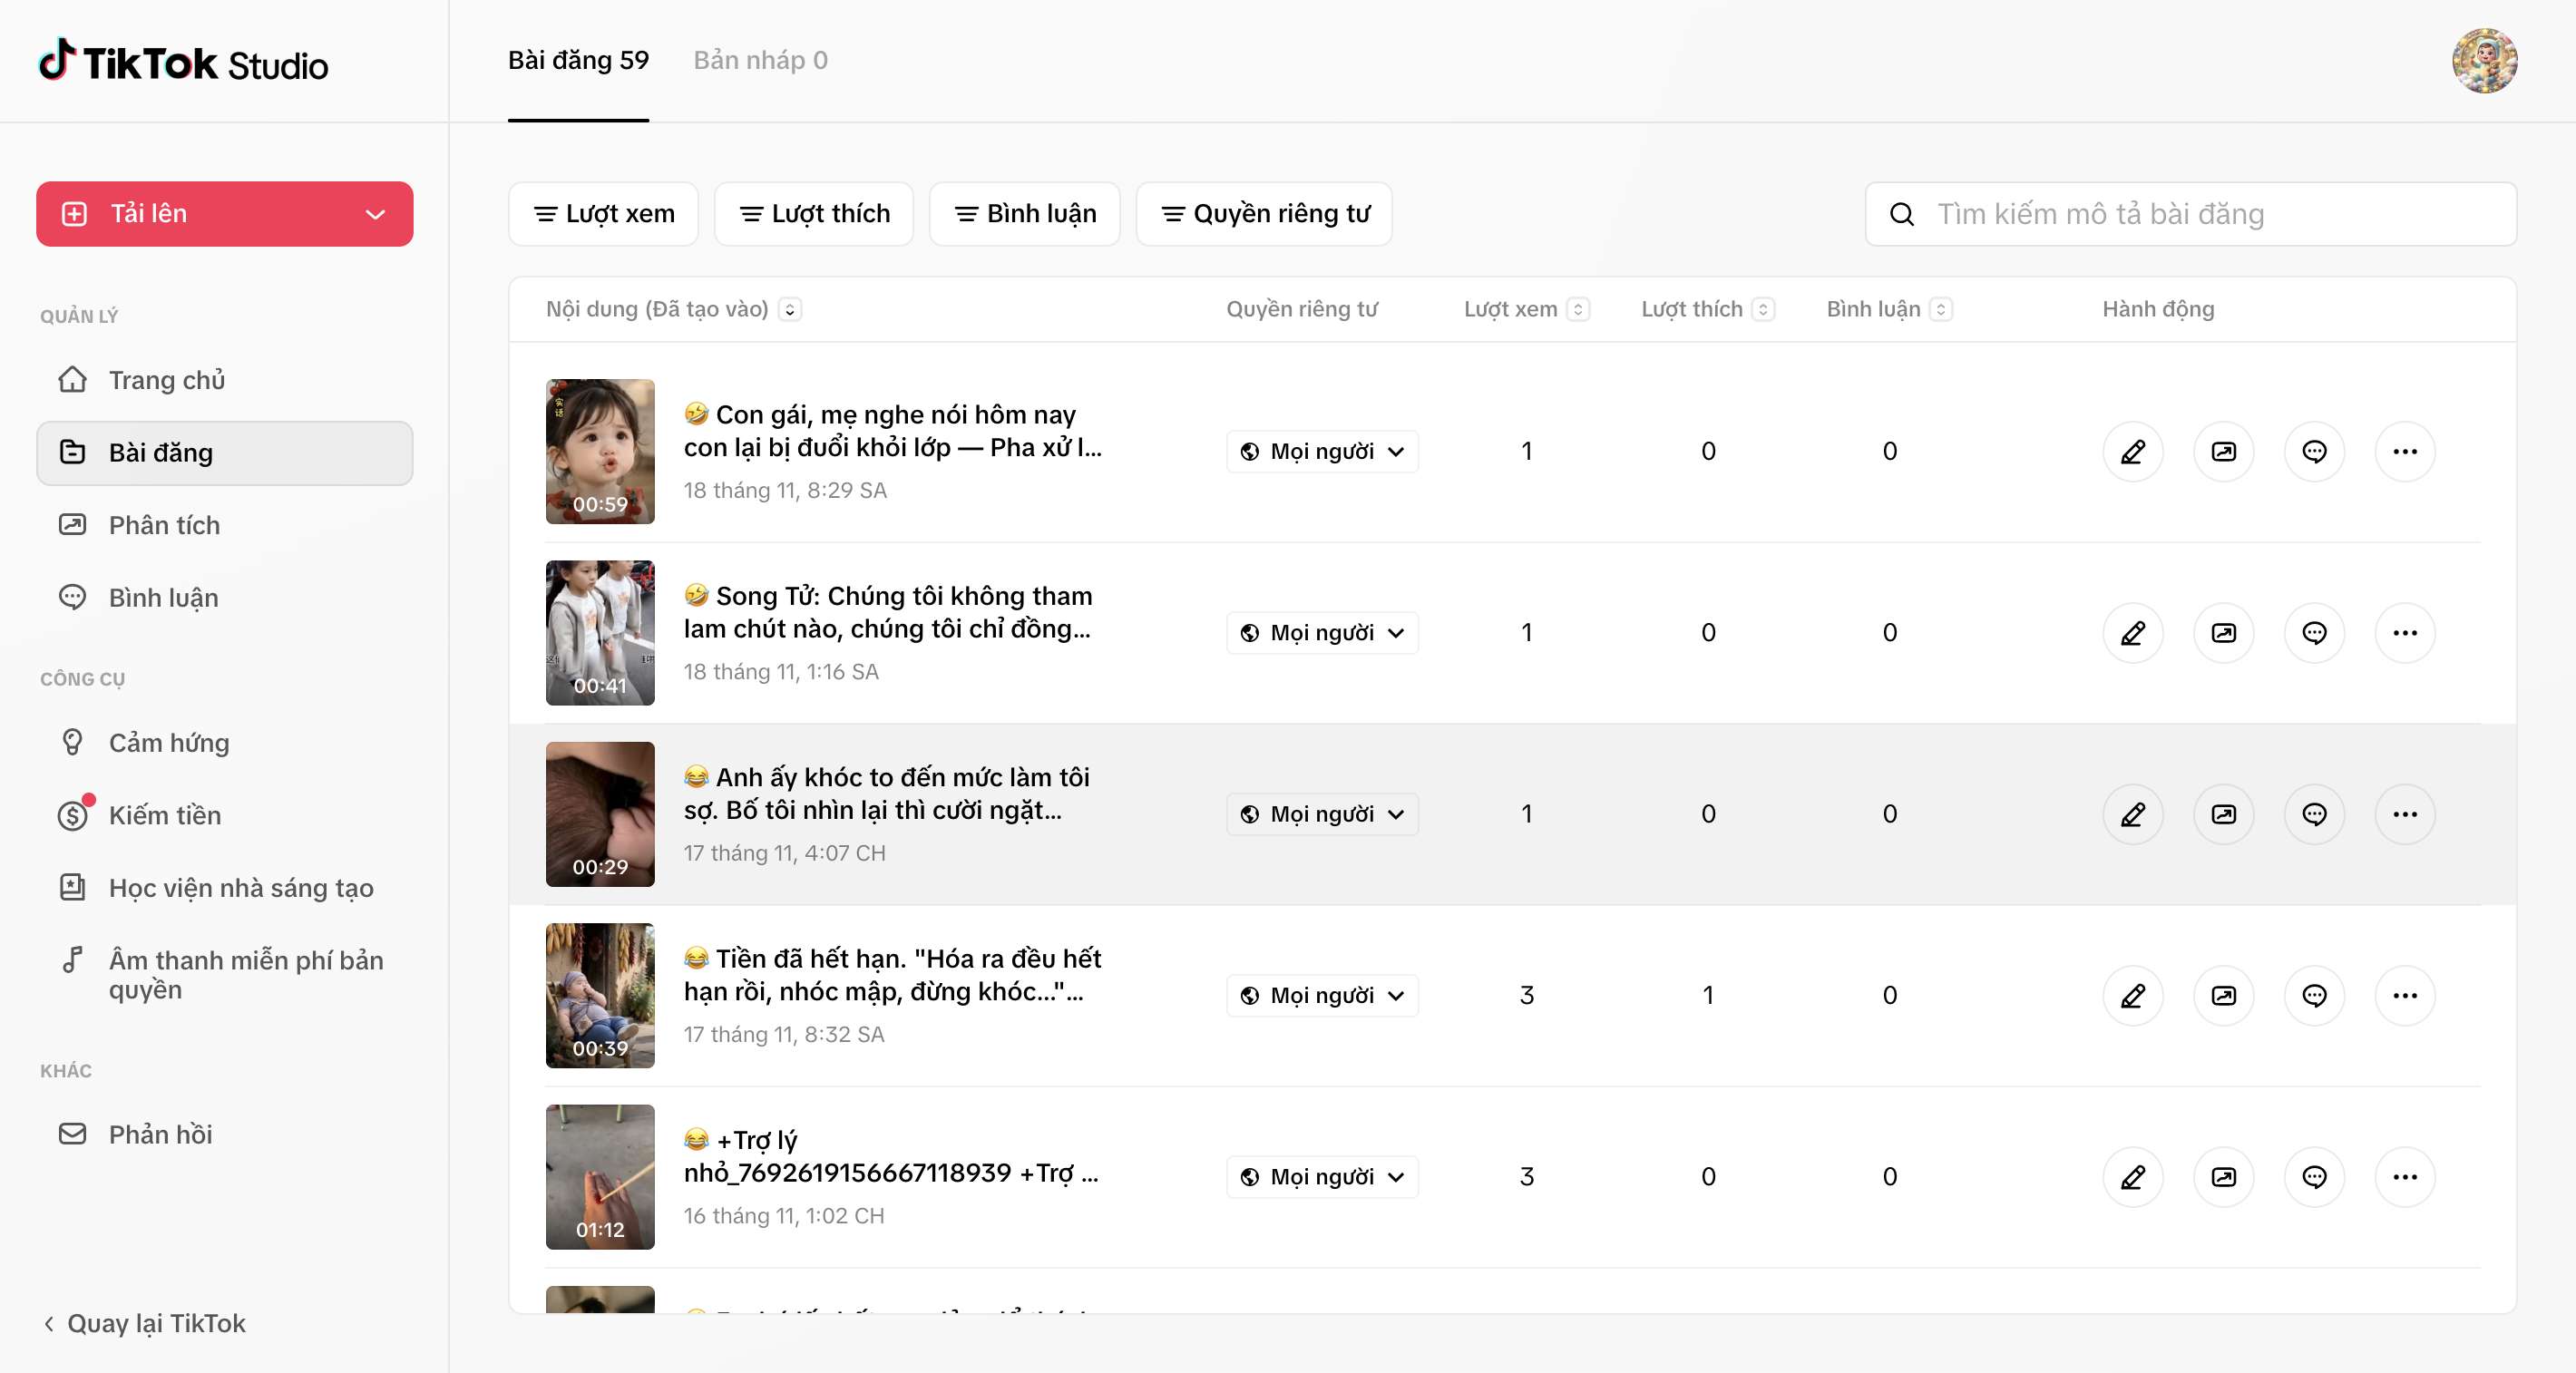 TikTok Studio
Bài đăng 59
Bản nháp 0
Tải lên
QUẢN LÝ
Trang chủ
Bài đăng
Phân tích
Bình luận
CÔNG CỤ
Cảm hứng
Kiếm tiền
Học viện nhà sáng tạo
Âm thanh miễn phí bản
quyền
KHÁC
Phản hồi
Quay lại TikTok
Lượt xem
Lượt thích
Bình luận
Quyền riêng tư
Tìm kiếm mô tả bài đăng
Nội dung (Đã tạo vào)
Quyền riêng tư
Lượt xem
Lượt thích
Bình luận
Hành động
实话
00:59
🤣 Con gái, mẹ nghe nói hôm nay
con lại bị đuổi khỏi lớp — Pha xử l...
18 tháng 11, 8:29 SA
Mọi người
1
0
0
00:41
🤣 Song Tử: Chúng tôi không tham
lam chút nào, chúng tôi chỉ đồng...
18 tháng 11, 1:16 SA
Mọi người
1
0
0
00:29
😂 Anh ấy khóc to đến mức làm tôi
sợ. Bố tôi nhìn lại thì cười ngặt...
17 tháng 11, 4:07 CH
Mọi người
1
0
0
00:39
😂 Tiền đã hết hạn. "Hóa ra đều hết
hạn rồi, nhóc mập, đừng khóc..."...
17 tháng 11, 8:32 SA
Mọi người
3
1
0
01:12
😂 +Trợ lý
nhỏ_7692619156667118939 +Trợ ...
16 tháng 11, 1:02 CH
Mọi người
3
0
0